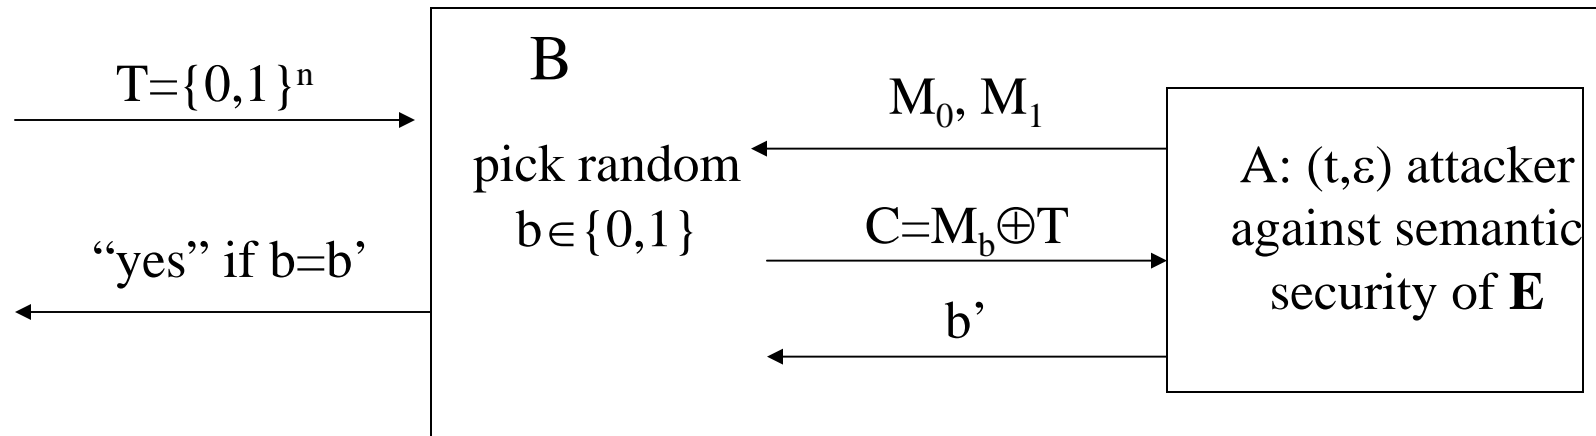 T={0,1}ⁿ
"yes" if b=b'
B
pick random
b∈{0,1}
M₀, M₁
C=M_b⊕T
b'
A: (t,ε) attacker
against semantic
security of E